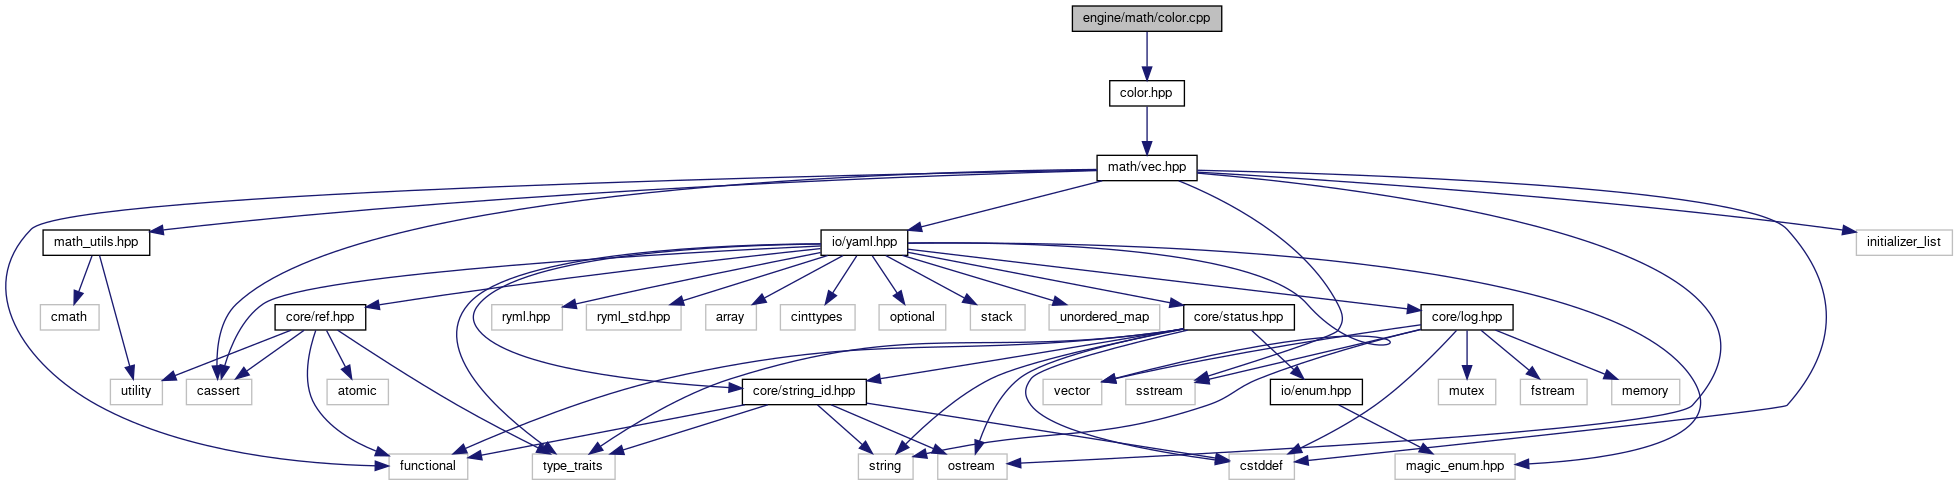 engine/math/color.cpp
color.hpp
math/vec.hpp
math_utils.hpp
io/yaml.hpp
initializer_list
cmath
core/ref.hpp
ryml.hpp
ryml_std.hpp
array
cinttypes
optional
stack
unordered_map
core/status.hpp
core/log.hpp
utility
cassert
atomic
core/string_id.hpp
vector
sstream
io/enum.hpp
mutex
fstream
memory
functional
type_traits
string
ostream
cstddef
magic_enum.hpp